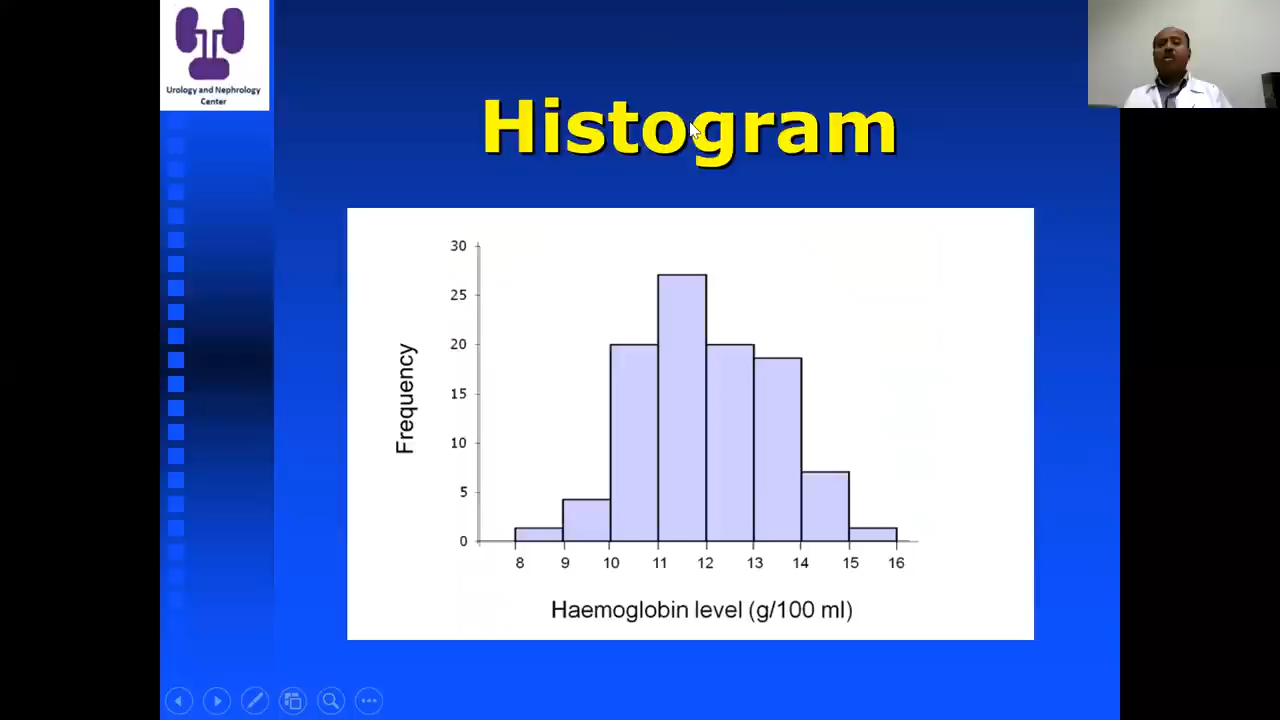 Urology and Nephrology
Center
Histogram
30
25
20
15
10
5
0
Frequency
8 9 10 11 12 13 14 15 16
Haemoglobin level (g/100 ml)